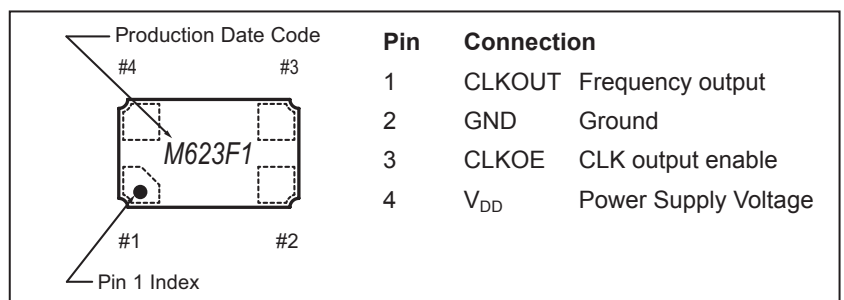 Production Date Code
#4 #3
M623F1
#1 #2
Pin 1 Index
Pin Connection
1 CLKOUT Frequency output
2 GND Ground
3 CLKOE CLK output enable
4 VDD Power Supply Voltage